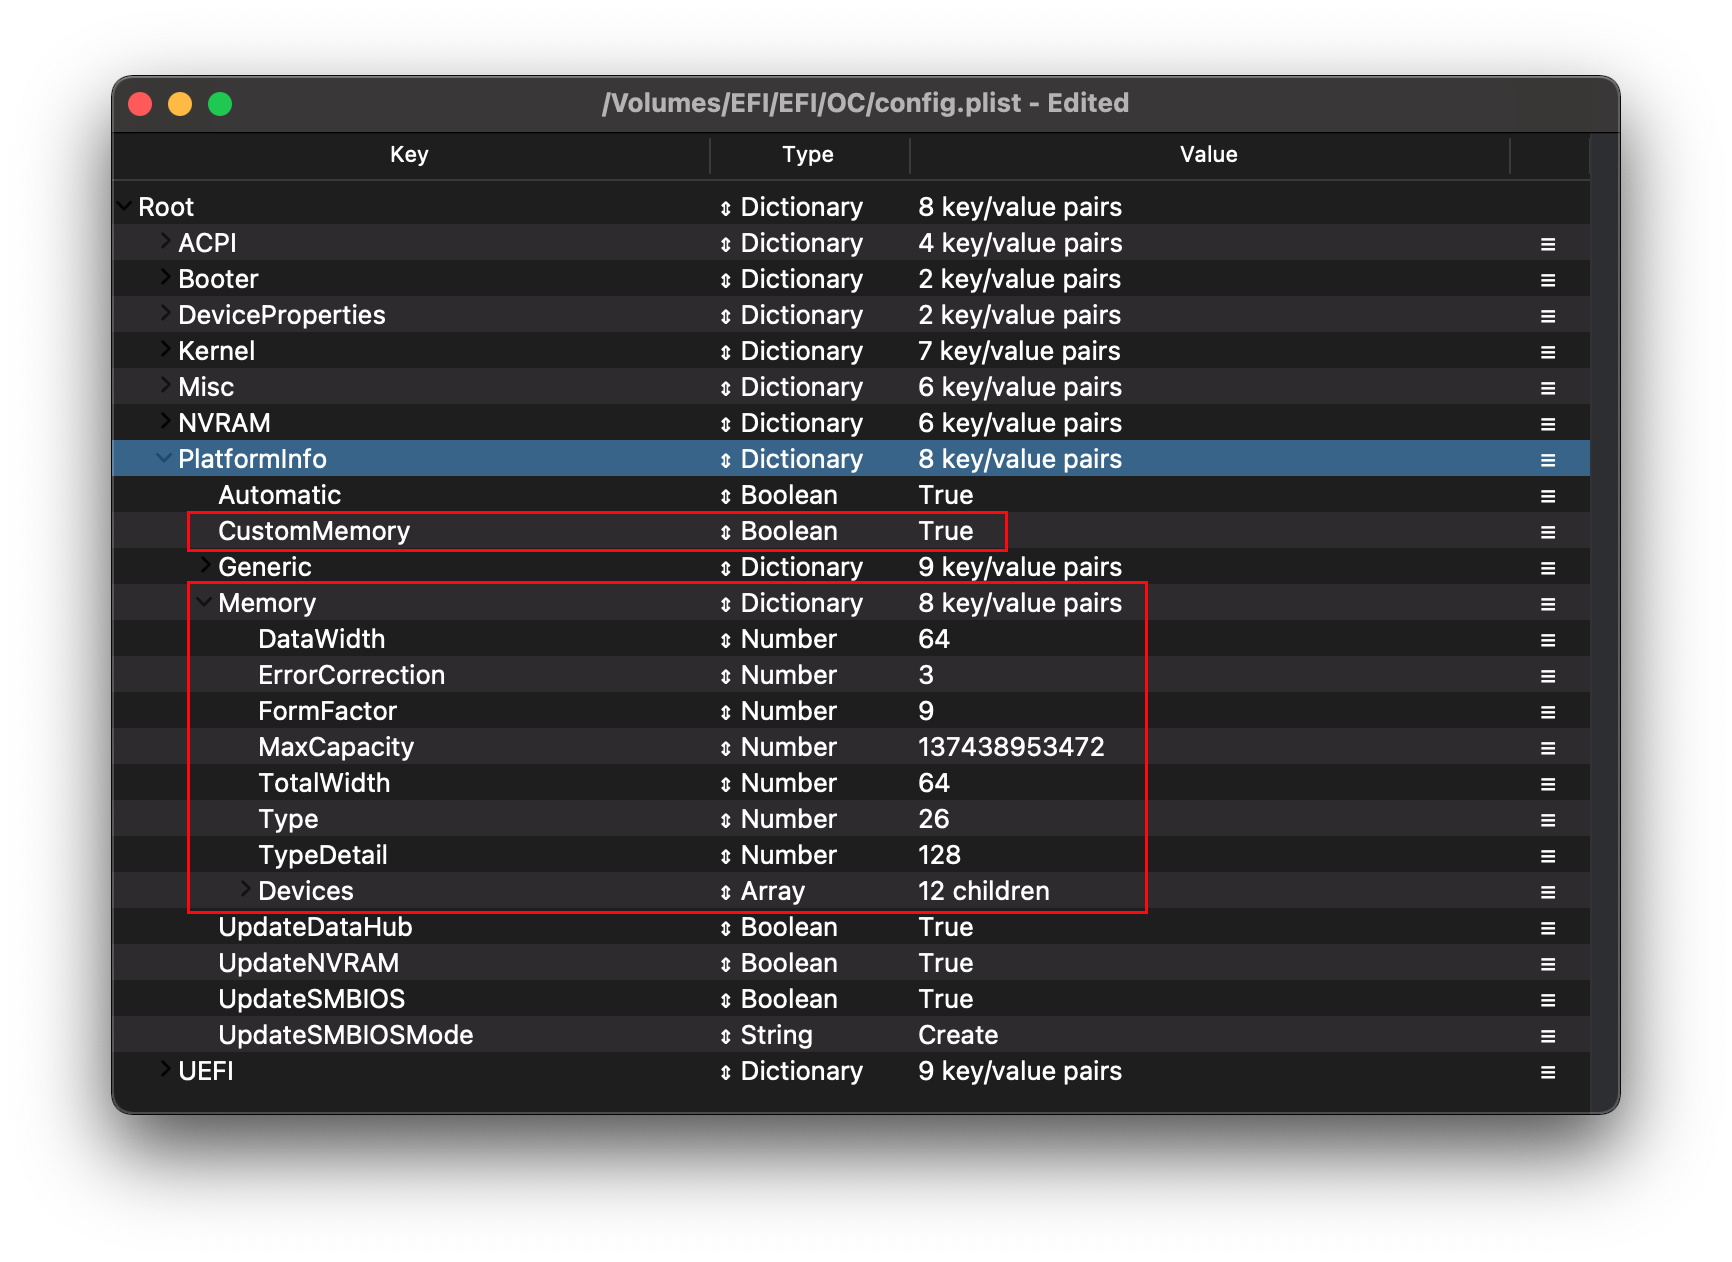 /Volumes/EFI/EFI/OC/config.plist - Edited
Key Type Value
Root Dictionary 8 key/value pairs
ACPI Dictionary 4 key/value pairs
Booter Dictionary 2 key/value pairs
DeviceProperties Dictionary 2 key/value pairs
Kernel Dictionary 7 key/value pairs
Misc Dictionary 6 key/value pairs
NVRAM Dictionary 6 key/value pairs
PlatformInfo Dictionary 8 key/value pairs
Automatic Boolean True
CustomMemory Boolean True
Generic Dictionary 9 key/value pairs
Memory Dictionary 8 key/value pairs
DataWidth Number 64
ErrorCorrection Number 3
FormFactor Number 9
MaxCapacity Number 137438953472
TotalWidth Number 64
Type Number 26
TypeDetail Number 128
Devices Array 12 children
UpdateDataHub Boolean True
UpdateNVRAM Boolean True
UpdateSMBIOS Boolean True
UpdateSMBIOSMode String Create
UEFI Dictionary 9 key/value pairs